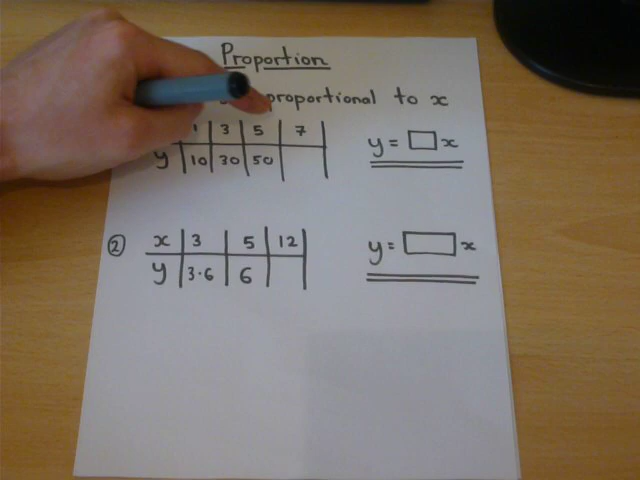 Proportion
proportional to x
1 3 5 7
y 10 30 50
y = x
② x 3 5 12
y 3.6 6
y = x